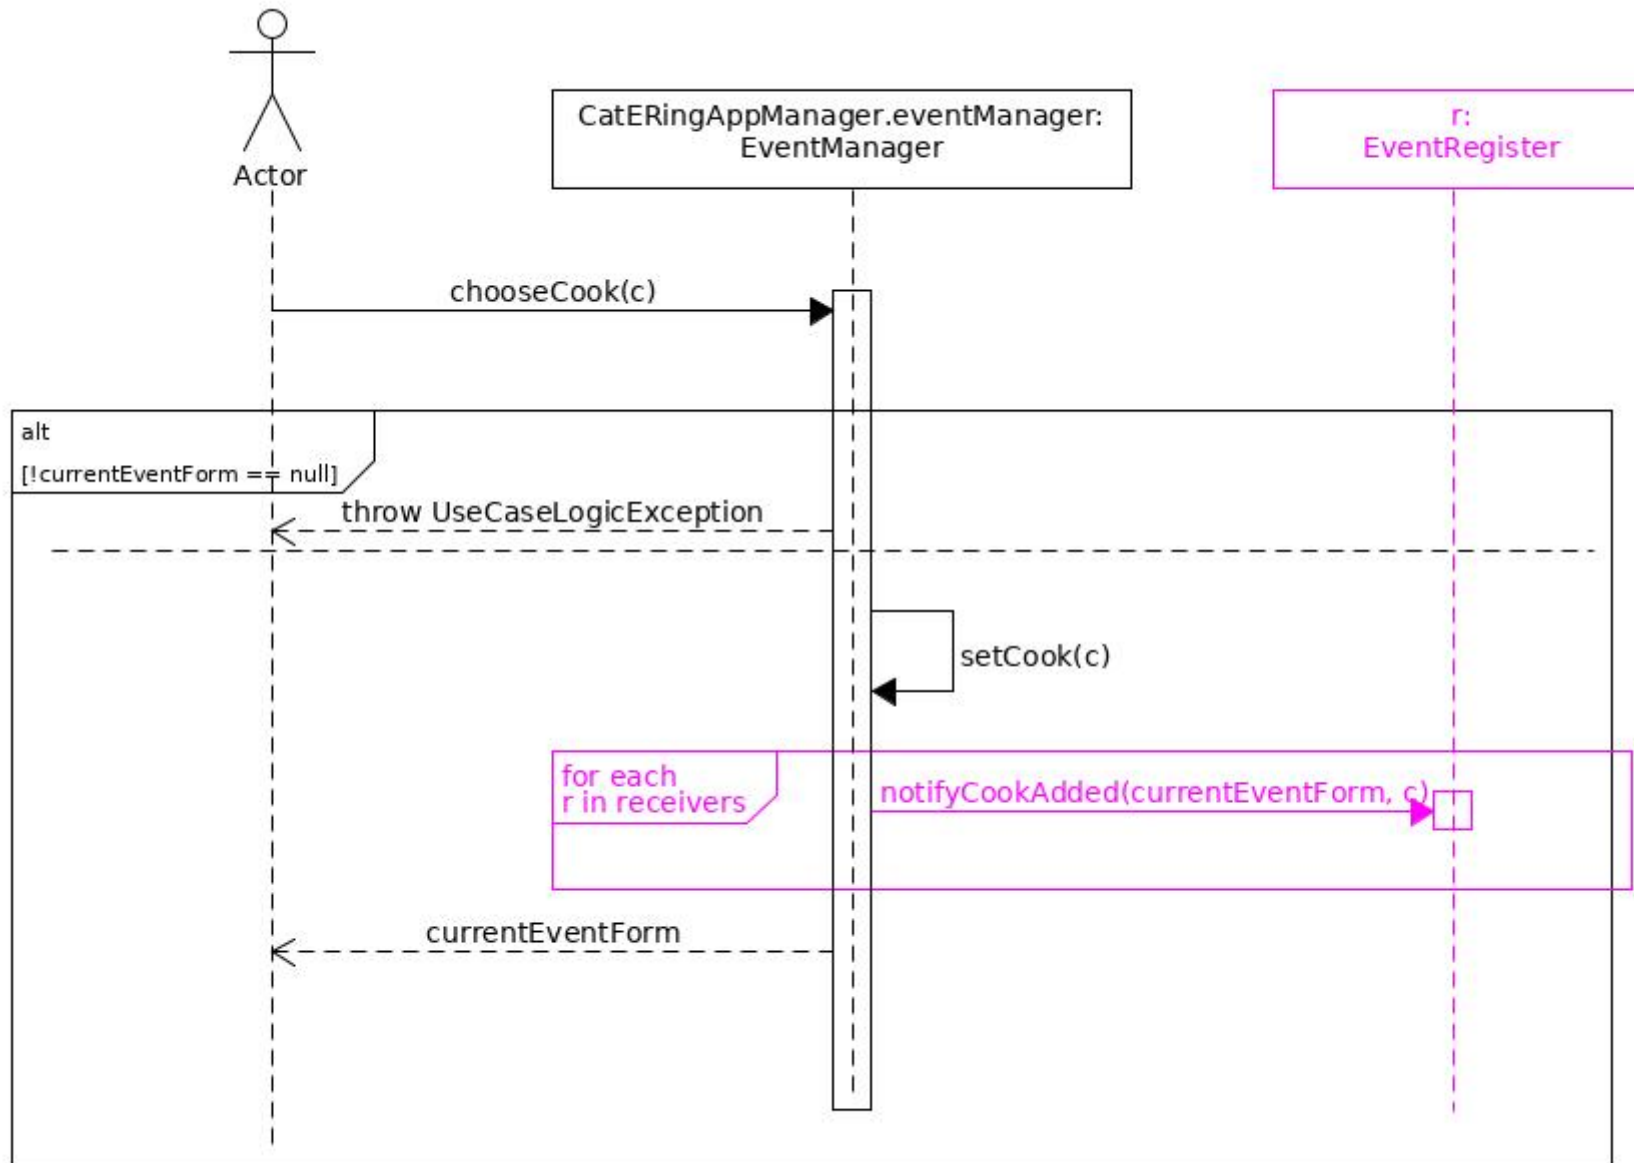 Actor
CatERingAppManager.eventManager:
EventManager
r:
EventRegister
chooseCook(c)
alt
[!currentEventForm == null]
throw UseCaseLogicException
setCook(c)
for each
r in receivers
notifyCookAdded(currentEventForm, c)
currentEventForm